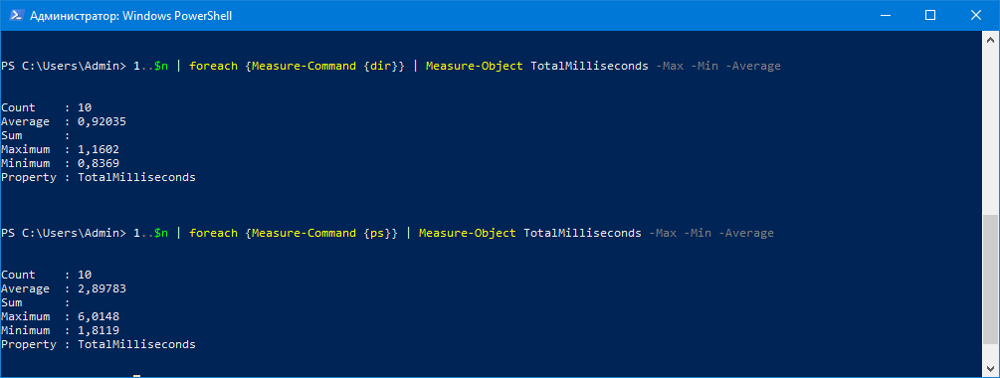 Администратор: Windows PowerShell
PS C:\Users\Admin> 1..$n | foreach {Measure-Command {dir}} | Measure-Object TotalMilliseconds -Max -Min -Average
Count    : 10
Average  : 0,92035
Sum      :
Maximum  : 1,1602
Minimum  : 0,8369
Property : TotalMilliseconds
PS C:\Users\Admin> 1..$n | foreach {Measure-Command {ps}} | Measure-Object TotalMilliseconds -Max -Min -Average
Count    : 10
Average  : 2,89783
Sum      :
Maximum  : 6,0148
Minimum  : 1,8119
Property : TotalMilliseconds